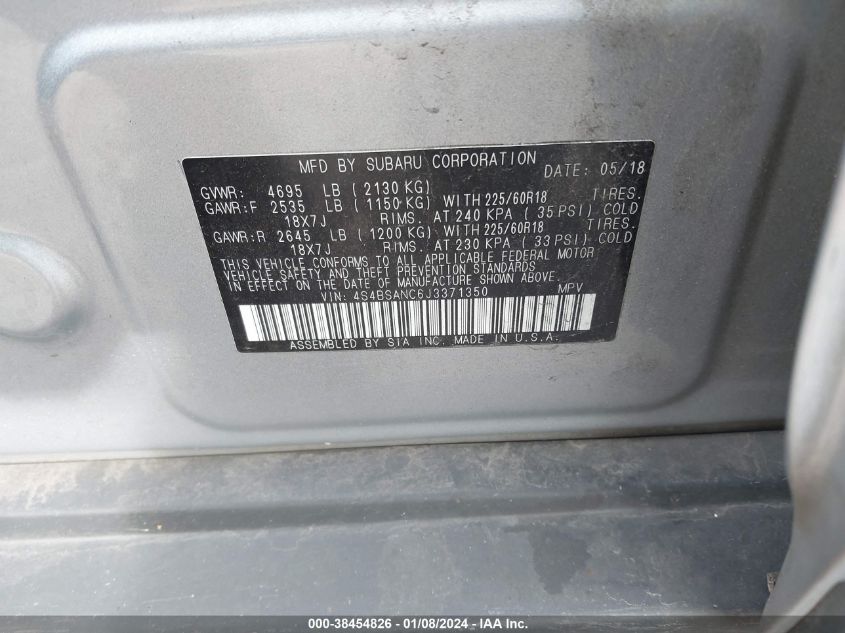 MFD BY SUBARU CORPORATION DATE: 05/18
GVWR: 4695 LB (2130 KG)
GAWR:F 2535 LB (1150 KG) WITH 225/60R18 TIRES.
18X7J RIMS. AT 240 KPA (35 PSI) COLD
GAWR:R 2645 LB (1200 KG) WITH 225/60R18 TIRES.
18X7J RIMS. AT 230 KPA (33 PSI) COLD
THIS VEHICLE CONFORMS TO ALL APPLICABLE FEDERAL MOTOR
VEHICLE SAFETY AND THEFT PREVENTION STANDARDS
IN EFFECT ON THE DATE OF MANUFACTURE SHOWN ABOVE.
VIN: 4S4BSANC6J3371350 MPV
ASSEMBLED BY SIA INC. MADE IN U.S.A.
000-38454826 - 01/08/2024 - IAA Inc.